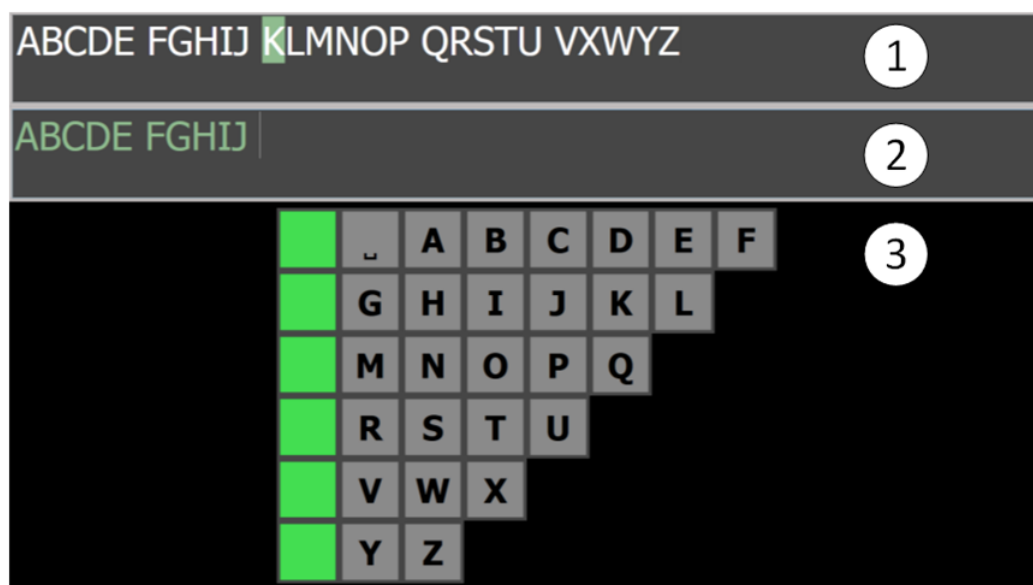 ABCDE FGHIJ KLMNOP QRSTU VXWYZ
1
ABCDE FGHIJ
2
3
␣ A B C D E F
G H I J K L
M N O P Q
R S T U
V W X
Y Z